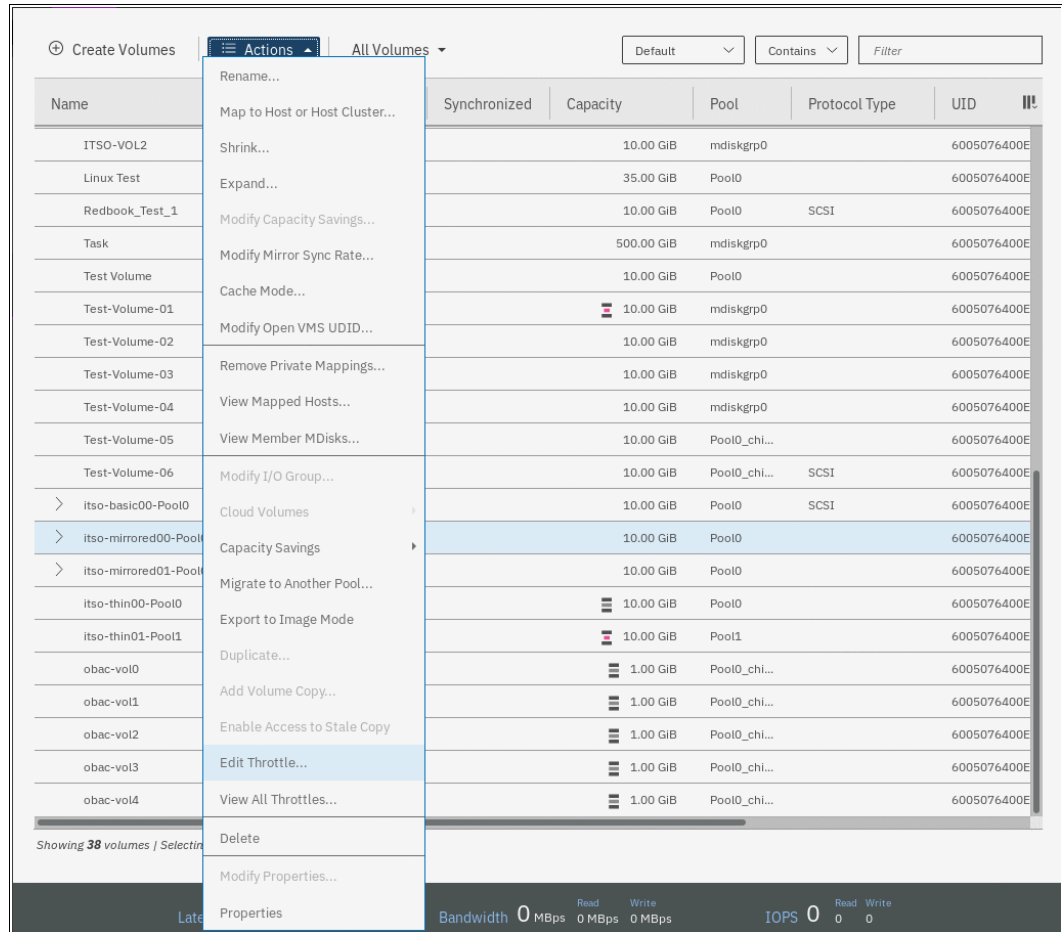 Create Volumes
Actions
All Volumes
Default
Contains
Filter
Name
Synchronized
Capacity
Pool
Protocol Type
UID
Rename...
Map to Host or Host Cluster...
Shrink...
Expand...
Modify Capacity Savings...
Modify Mirror Sync Rate...
Cache Mode...
Modify Open VMS UDID...
Remove Private Mappings...
View Mapped Hosts...
View Member MDisks...
Modify I/O Group...
Cloud Volumes
Capacity Savings
Migrate to Another Pool...
Export to Image Mode
Duplicate...
Add Volume Copy...
Enable Access to Stale Copy
Edit Throttle...
View All Throttles...
Delete
Modify Properties...
Properties
ITSO-VOL2 10.00 GiB mdiskgrp0 6005076400E
Linux Test 35.00 GiB Pool0 6005076400E
Redbook_Test_1 10.00 GiB Pool0 SCSI 6005076400E
Task 500.00 GiB mdiskgrp0 6005076400E
Test Volume 10.00 GiB Pool0 6005076400E
Test-Volume-01 10.00 GiB mdiskgrp0 6005076400E
Test-Volume-02 10.00 GiB mdiskgrp0 6005076400E
Test-Volume-03 10.00 GiB mdiskgrp0 6005076400E
Test-Volume-04 10.00 GiB mdiskgrp0 6005076400E
Test-Volume-05 10.00 GiB Pool0_chi... 6005076400E
Test-Volume-06 10.00 GiB Pool0_chi... SCSI 6005076400E
itso-basic00-Pool0 10.00 GiB Pool0 SCSI 6005076400E
itso-mirrored00-Pool 10.00 GiB Pool0 6005076400E
itso-mirrored01-Pool 10.00 GiB Pool0 6005076400E
itso-thin00-Pool0 10.00 GiB Pool0 6005076400E
itso-thin01-Pool1 10.00 GiB Pool1 6005076400E
obac-vol0 1.00 GiB Pool0_chi... 6005076400E
obac-vol1 1.00 GiB Pool0_chi... 6005076400E
obac-vol2 1.00 GiB Pool0_chi... 6005076400E
obac-vol3 1.00 GiB Pool0_chi... 6005076400E
obac-vol4 1.00 GiB Pool0_chi... 6005076400E
Showing 38 volumes | Selectin
Late
Bandwidth 0 MBps
Read 0 MBps
Write 0 MBps
IOPS 0
Read 0
Write 0